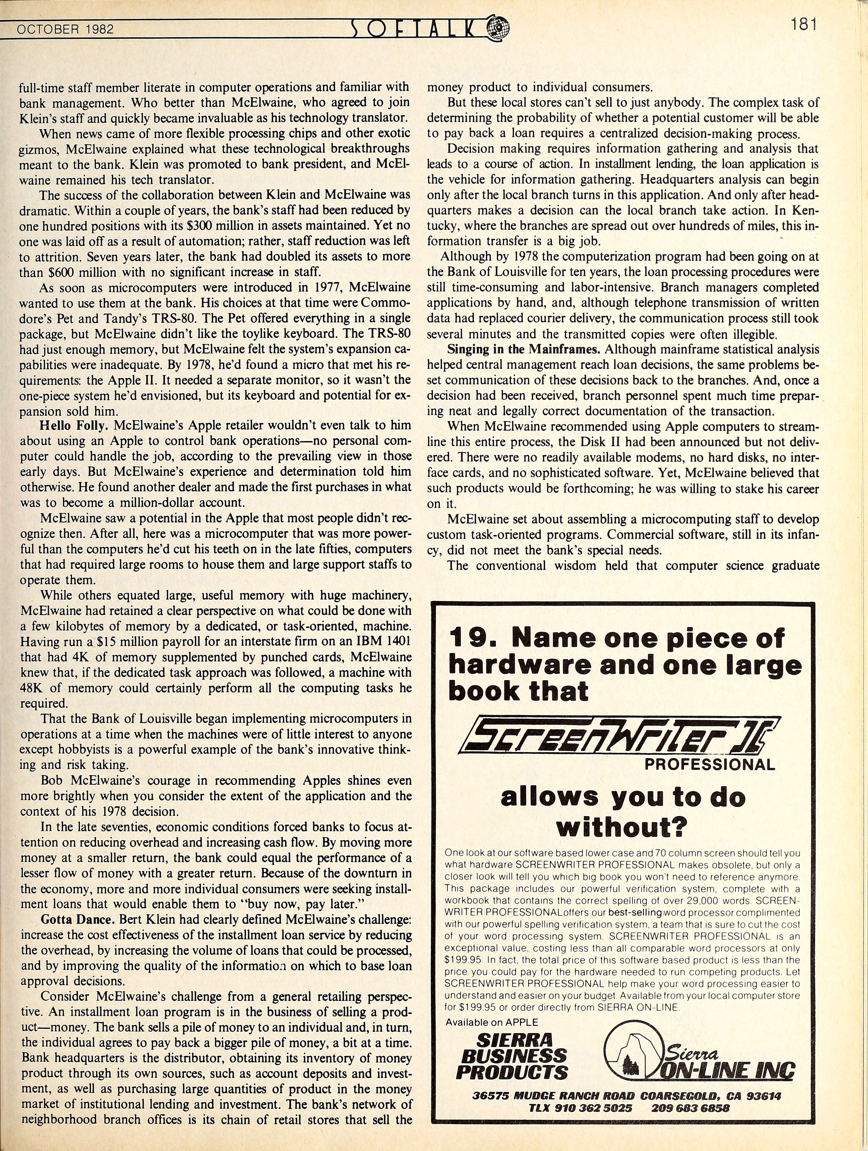 OCTOBER 1982
SOFTALK
181
full-time staff member literate in computer operations and familiar with
bank management. Who better than McElwaine, who agreed to join
Klein's staff and quickly became invaluable as his technology translator.
When news came of more flexible processing chips and other exotic
gizmos, McElwaine explained what these technological breakthroughs
meant to the bank. Klein was promoted to bank president, and McEl-
waine remained his tech translator.
The success of the collaboration between Klein and McElwaine was
dramatic. Within a couple of years, the bank's staff had been reduced by
one hundred positions with its $300 million in assets maintained. Yet no
one was laid off as a result of automation; rather, staff reduction was left
to attrition. Seven years later, the bank had doubled its assets to more
than $600 million with no significant increase in staff.
As soon as microcomputers were introduced in 1977, McElwaine
wanted to use them at the bank. His choices at that time were Commo-
dore's Pet and Tandy's TRS-80. The Pet offered everything in a single
package, but McElwaine didn't like the toylike keyboard. The TRS-80
had just enough memory, but McElwaine felt the system's expansion ca-
pabilities were inadequate. By 1978, he'd found a micro that met his re-
quirements: the Apple II. It needed a separate monitor, so it wasn't the
one-piece system he'd envisioned, but its keyboard and potential for ex-
pansion sold him.
Hello Folly. McElwaine's Apple retailer wouldn't even talk to him
about using an Apple to control bank operations—no personal com-
puter could handle the job, according to the prevailing view in those
early days. But McElwaine's experience and determination told him
otherwise. He found another dealer and made the first purchases in what
was to become a million-dollar account.
McElwaine saw a potential in the Apple that most people didn't rec-
ognize then. After all, here was a microcomputer that was more power-
ful than the computers he'd cut his teeth on in the late fifties, computers
that had required large rooms to house them and large support staffs to
operate them.
While others equated large, useful memory with huge machinery,
McElwaine had retained a clear perspective on what could be done with
a few kilobytes of memory by a dedicated, or task-oriented, machine.
Having run a $15 million payroll for an interstate firm on an IBM 1401
that had 4K of memory supplemented by punched cards, McElwaine
knew that, if the dedicated task approach was followed, a machine with
48K of memory could certainly perform all the computing tasks he
required.
That the Bank of Louisville began implementing microcomputers in
operations at a time when the machines were of little interest to anyone
except hobbyists is a powerful example of the bank's innovative think-
ing and risk taking.
Bob McElwaine's courage in recommending Apples shines even
more brightly when you consider the extent of the application and the
context of his 1978 decision.
In the late seventies, economic conditions forced banks to focus at-
tention on reducing overhead and increasing cash flow. By moving more
money at a smaller return, the bank could equal the performance of a
lesser flow of money with a greater return. Because of the downturn in
the economy, more and more individual consumers were seeking install-
ment loans that would enable them to "buy now, pay later."
Gotta Dance. Bert Klein had clearly defined McElwaine's challenge:
increase the cost effectiveness of the installment loan service by reducing
the overhead, by increasing the volume of loans that could be processed,
and by improving the quality of the information on which to base loan
approval decisions.
Consider McElwaine's challenge from a general retailing perspec-
tive. An installment loan program is in the business of selling a prod-
uct—money. The bank sells a pile of money to an individual and, in turn,
the individual agrees to pay back a bigger pile of money, a bit at a time.
Bank headquarters is the distributor, obtaining its inventory of money
product through its own sources, such as account deposits and invest-
ment, as well as purchasing large quantities of product in the money
market of institutional lending and investment. The bank's network of
neighborhood branch offices is its chain of retail stores that sell the
money product to individual consumers.
But these local stores can't sell to just anybody. The complex task of
determining the probability of whether a potential customer will be able
to pay back a loan requires a centralized decision-making process.
Decision making requires information gathering and analysis that
leads to a course of action. In installment lending, the loan application is
the vehicle for information gathering. Headquarters analysis can begin
only after the local branch turns in this application. And only after head-
quarters makes a decision can the local branch take action. In Ken-
tucky, where the branches are spread out over hundreds of miles, this in-
formation transfer is a big job.
Although by 1978 the computerization program had been going on at
the Bank of Louisville for ten years, the loan processing procedures were
still time-consuming and labor-intensive. Branch managers completed
applications by hand, and, although telephone transmission of written
data had replaced courier delivery, the communication process still took
several minutes and the transmitted copies were often illegible.
Singing in the Mainframes. Although mainframe statistical analysis
helped central management reach loan decisions, the same problems be-
set communication of these decisions back to the branches. And, once a
decision had been received, branch personnel spent much time prepar-
ing neat and legally correct documentation of the transaction.
When McElwaine recommended using Apple computers to stream-
line this entire process, the Disk II had been announced but not deliv-
ered. There were no readily available modems, no hard disks, no inter-
face cards, and no sophisticated software. Yet, McElwaine believed that
such products would be forthcoming; he was willing to stake his career
on it.
McElwaine set about assembling a microcomputing staff to develop
custom task-oriented programs. Commercial software, still in its infan-
cy, did not meet the bank's special needs.
The conventional wisdom held that computer science graduate
19. Name one piece of
hardware and one large
book that
ScreenWriter II
PROFESSIONAL
allows you to do
without?
One look at our software based lower case and 70 column screen should tell you
what hardware SCREENWRITER PROFESSIONAL makes obsolete, but only a
closer look will tell you which big book you won't need to reference anymore.
This package includes our powerful verification system, complete with a
workbook that contains the correct spelling of over 29,000 words. SCREEN-
WRITER PROFESSIONAL offers our best-selling word processor complimented
with our powerful spelling verification system, a team that is sure to cut the cost
of your word processing system. SCREENWRITER PROFESSIONAL is an
exceptional value, costing less than all comparable word processors at only
$199.95. In fact, the total price of this software based product is less than the
price you could pay for the hardware needed to run competing products. Let
SCREENWRITER PROFESSIONAL help make your word processing easier to
understand and easier on your budget. Available from your local computer store
for $199.95 or order directly from SIERRA ON-LINE.
Available on APPLE
SIERRA
BUSINESS
PRODUCTS
Sierra
ON-LINE INC
36575 MUDGE RANCH ROAD COARSEGOLD, CA 93614
TLX 910 362 5025 209 683 6858